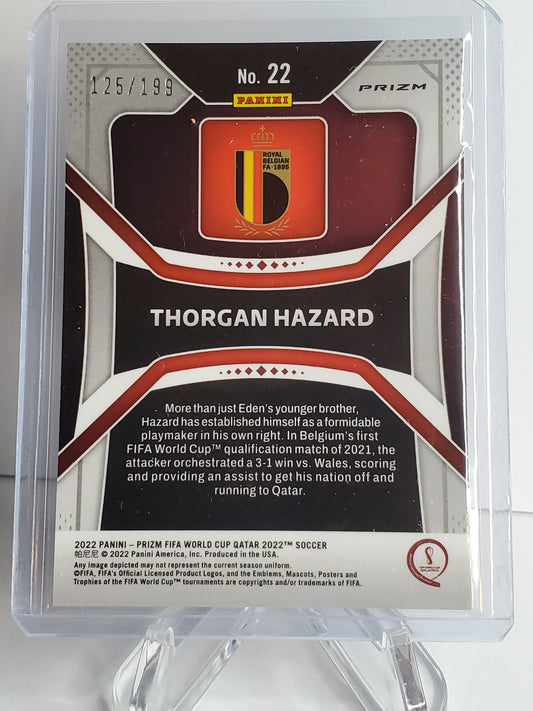 125/199
No. 22
PANINI
PRIZM
ROYAL
BELGIAN
FA·1895
THORGAN HAZARD
More than just Eden's younger brother,
Hazard has established himself as a formidable
playmaker in his own right. In Belgium's first
FIFA World Cup™ qualification match of 2021, the
attacker orchestrated a 3-1 win vs. Wales, scoring
and providing an assist to get his nation off and
running to Qatar.
2022 PANINI – PRIZM FIFA WORLD CUP QATAR 2022™ SOCCER
帕尼尼 © 2022 Panini America, Inc. Produced in the USA.
Any image depicted may not represent the current season uniform.
©FIFA, FIFA's Official Licensed Product Logos, and the Emblems, Mascots, Posters and
Trophies of the FIFA World Cup™ tournaments are copyrights and/or trademarks of FIFA.